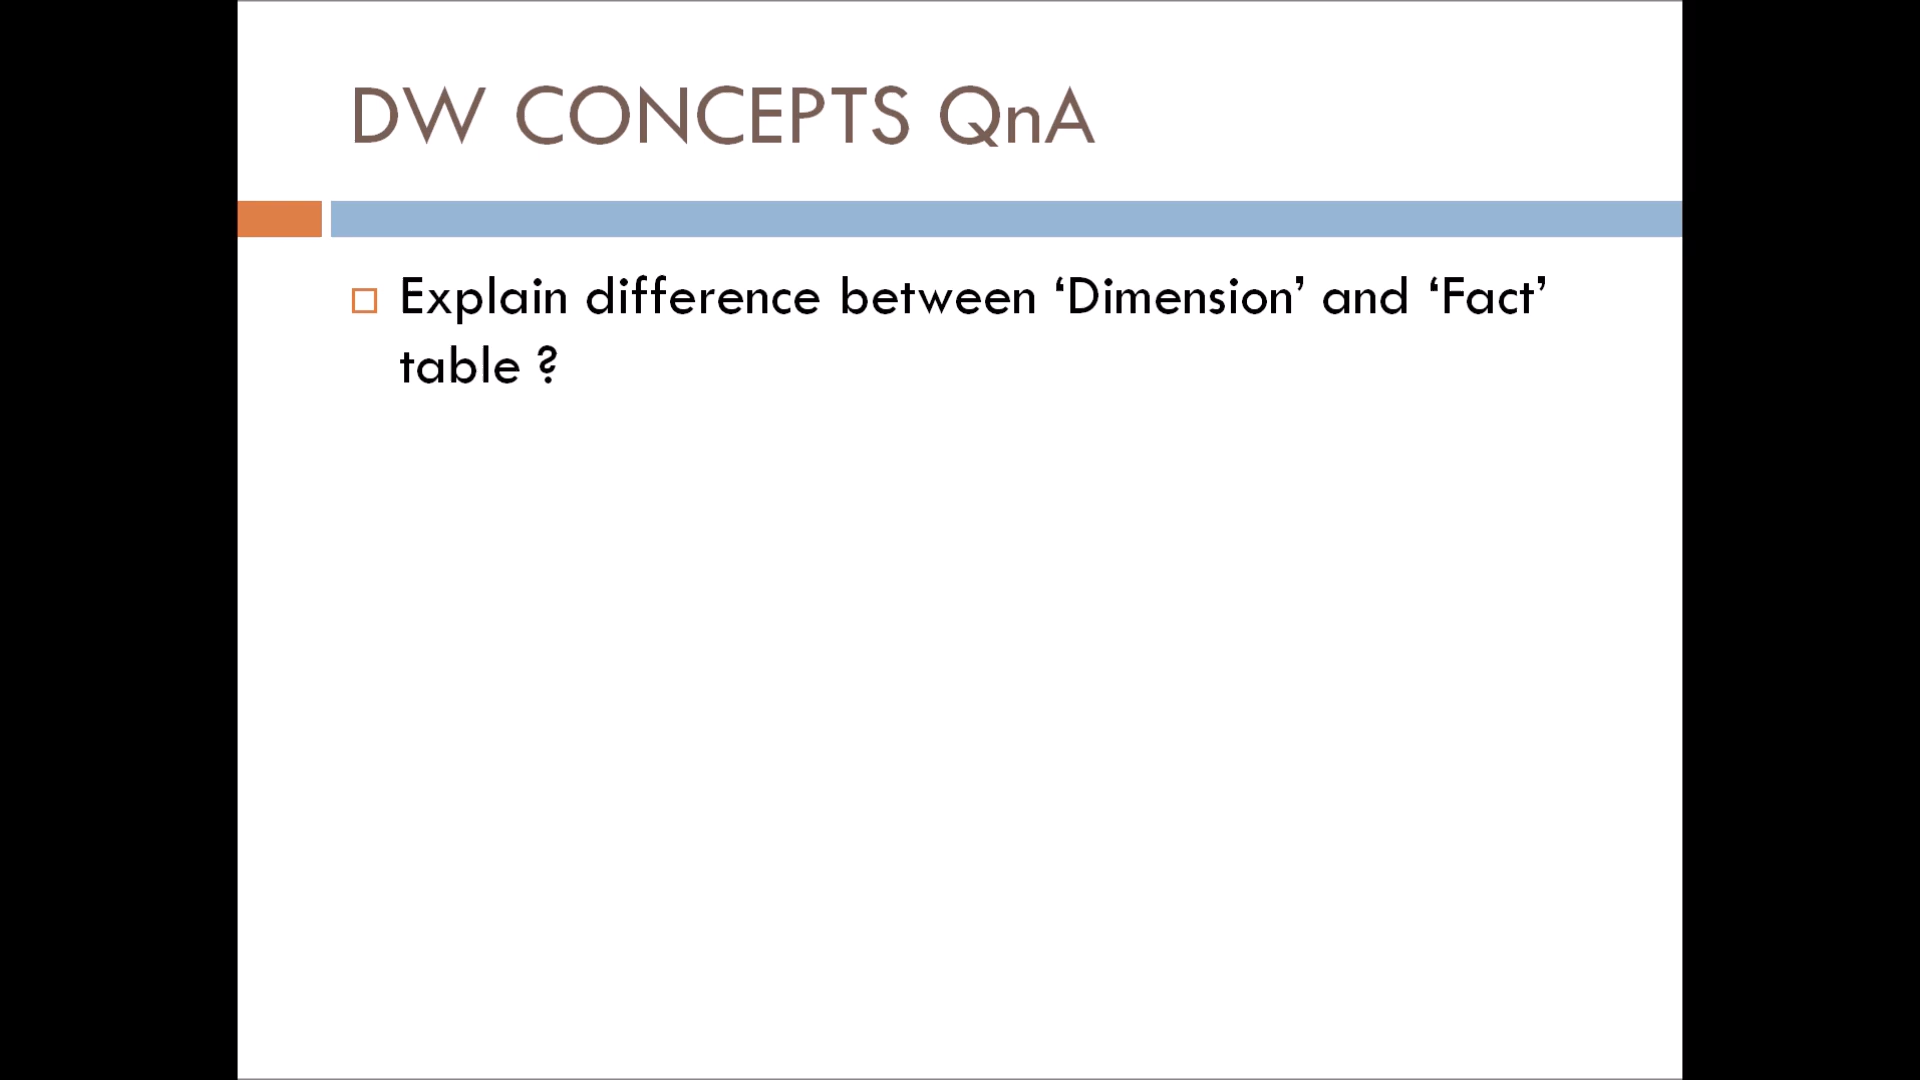 DW CONCEPTS QnA
Explain difference between ‘Dimension’ and ‘Fact’
table ?